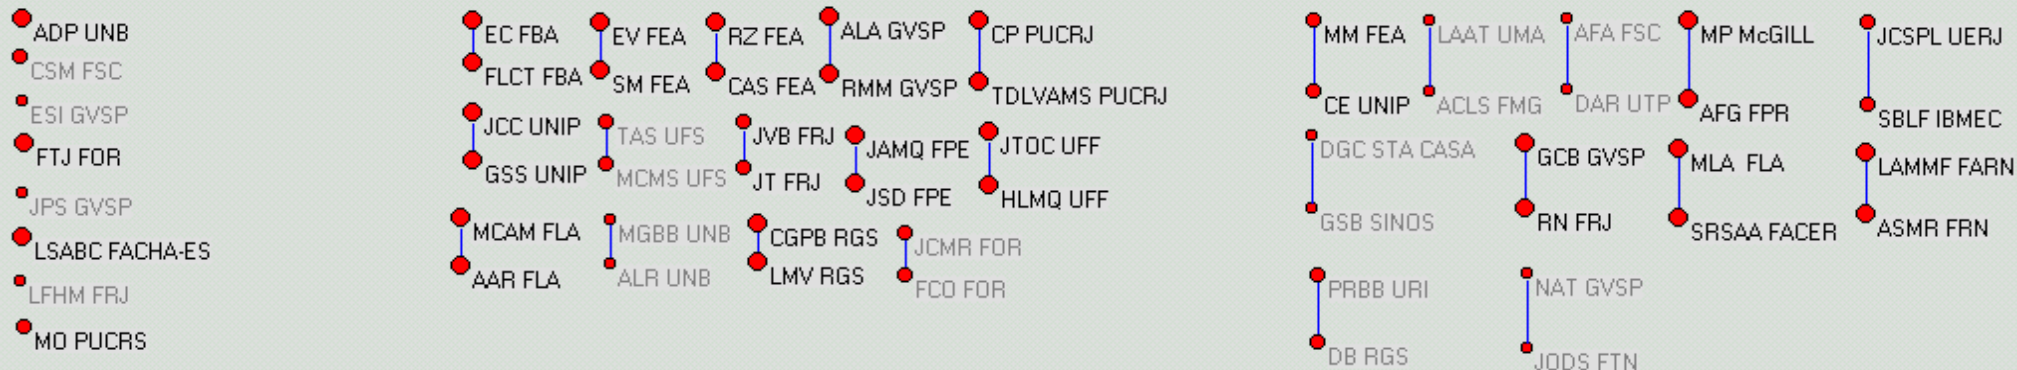 ADP UNB
CSM FSC
ESI GVSP
FTJ FOR
JPS GVSP
LSABC FACHA-ES
LFHM FRJ
MO PUCRS
EC FBA
FLCT FBA
EV FEA
SM FEA
RZ FEA
CAS FEA
ALA GVSP
RMM GVSP
CP PUCRJ
TDLVAMS PUCRJ
JCC UNIP
GSS UNIP
TAS UFS
MCMS UFS
JVB FRJ
JT FRJ
JAMQ FPE
JSD FPE
JTOC UFF
HLMQ UFF
MCAM FLA
AAR FLA
MGBB UNB
ALR UNB
CGPB RGS
LMV RGS
JCMR FOR
FCO FOR
MM FEA
CE UNIP
LAAT UMA
ACLS FMG
AFA FSC
DAR UTP
MP McGILL
AFG FPR
JCSPL UERJ
SBLF IBMEC
DGC STA CASA
GSB SINOS
GCB GVSP
RN FRJ
MLA FLA
SRSAA FACER
LAMMF FARN
ASMR FRN
PRBB URI
DB RGS
NAT GVSP
JODS FTN